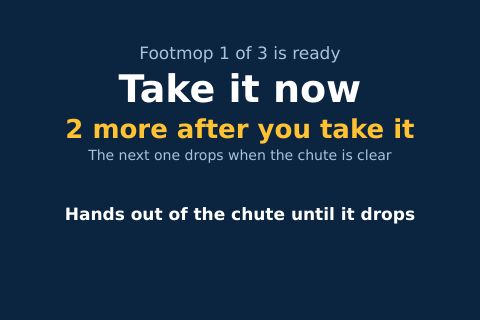 Footmop 1 of 3 is ready
Take it now
2 more after you take it
The next one drops when the chute is clear
Hands out of the chute until it drops